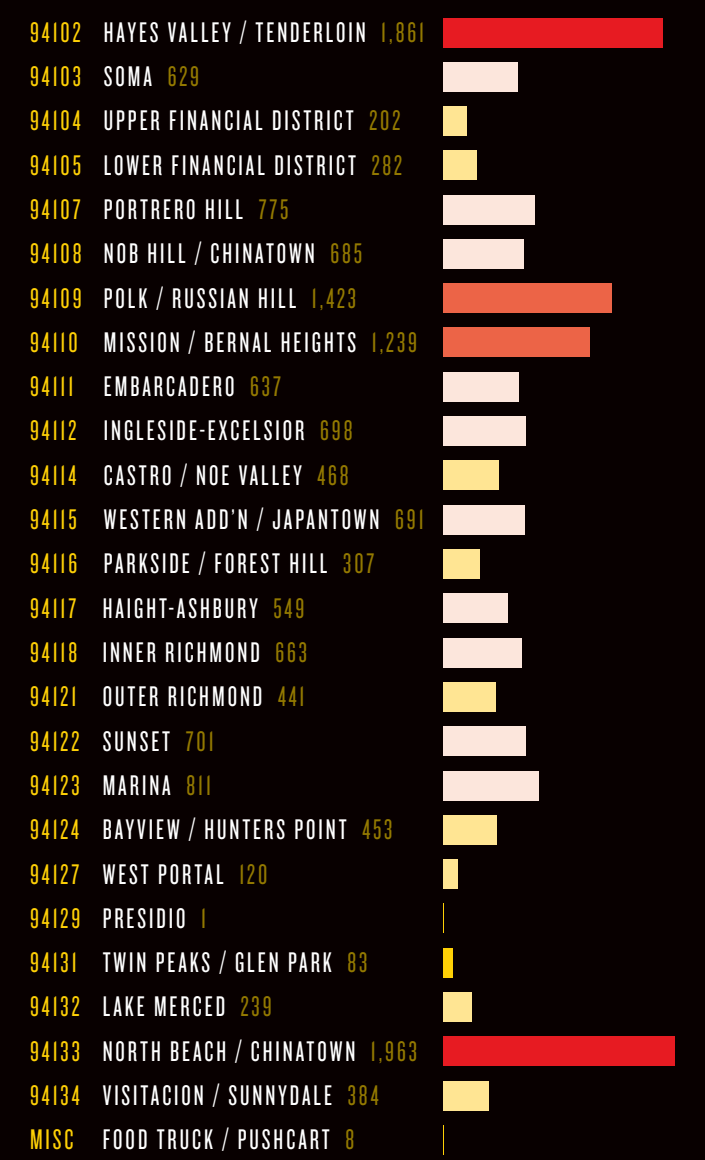 94102 HAYES VALLEY / TENDERLOIN 1,861
94103 SOMA 629
94104 UPPER FINANCIAL DISTRICT 202
94105 LOWER FINANCIAL DISTRICT 282
94107 PORTRERO HILL 775
94108 NOB HILL / CHINATOWN 685
94109 POLK / RUSSIAN HILL 1,423
94110 MISSION / BERNAL HEIGHTS 1,239
94111 EMBARCADERO 637
94112 INGLESIDE-EXCELSIOR 698
94114 CASTRO / NOE VALLEY 468
94115 WESTERN ADD'N / JAPANTOWN 691
94116 PARKSIDE / FOREST HILL 307
94117 HAIGHT-ASHBURY 549
94118 INNER RICHMOND 663
94121 OUTER RICHMOND 441
94122 SUNSET 701
94123 MARINA 811
94124 BAYVIEW / HUNTERS POINT 453
94127 WEST PORTAL 120
94129 PRESIDIO 1
94131 TWIN PEAKS / GLEN PARK 83
94132 LAKE MERCED 239
94133 NORTH BEACH / CHINATOWN 1,963
94134 VISITACION / SUNNYDALE 384
MISC FOOD TRUCK / PUSHCART 8